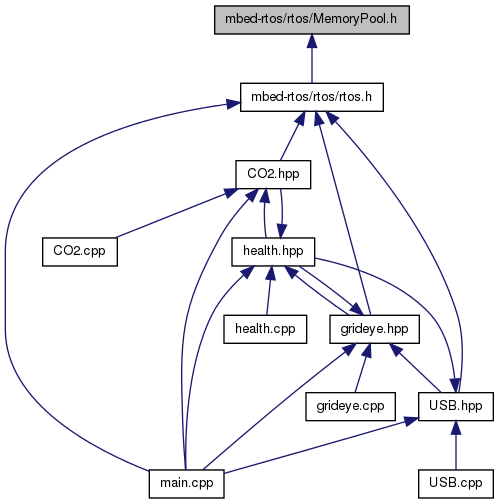 mbed-rtos/rtos/MemoryPool.h
mbed-rtos/rtos/rtos.h
CO2.hpp
CO2.cpp
health.hpp
health.cpp
grideye.hpp
grideye.cpp
USB.hpp
main.cpp
USB.cpp